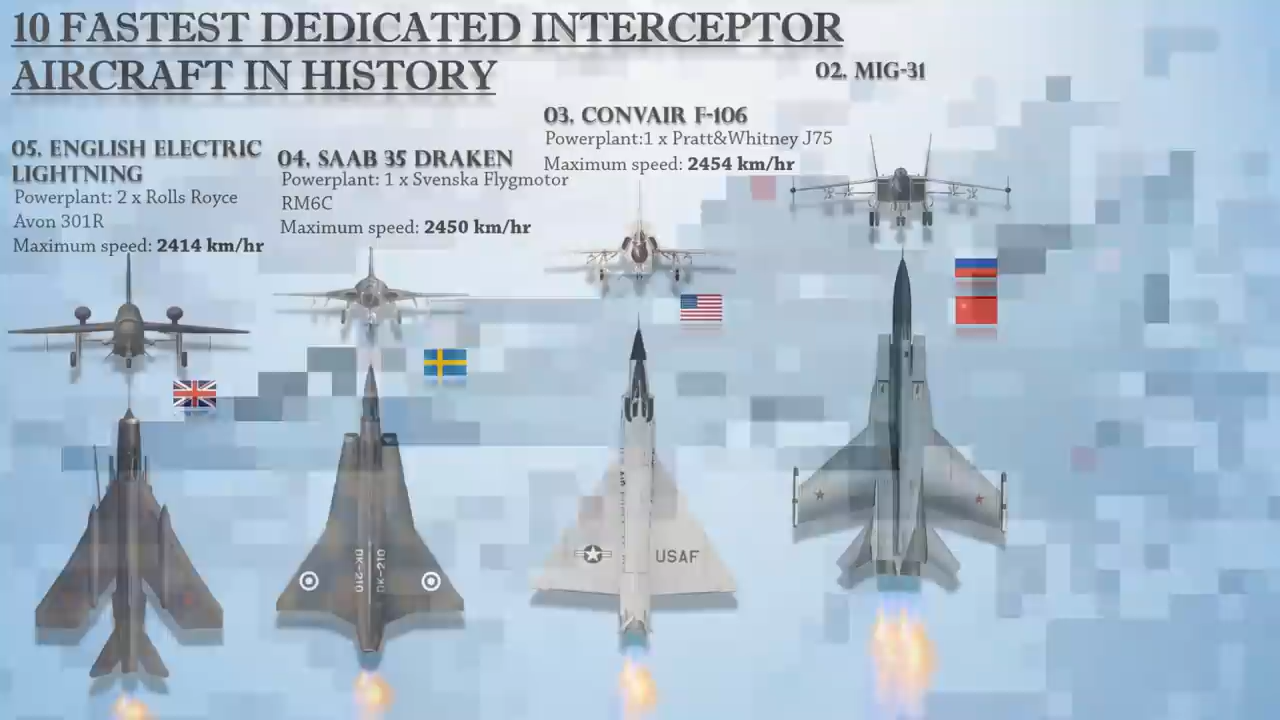 10 FASTEST DEDICATED INTERCEPTOR
AIRCRAFT IN HISTORY
05. ENGLISH ELECTRIC
LIGHTNING
Powerplant: 2 x Rolls Royce
Avon 301R
Maximum speed: 2414 km/hr
04. SAAB 35 DRAKEN
Powerplant: 1 x Svenska Flygmotor
RM6C
Maximum speed: 2450 km/hr
03. CONVAIR F-106
Powerplant:1 x Pratt&Whitney J75
Maximum speed: 2454 km/hr
02. MIG-31
DK-210
DK-210
USAF